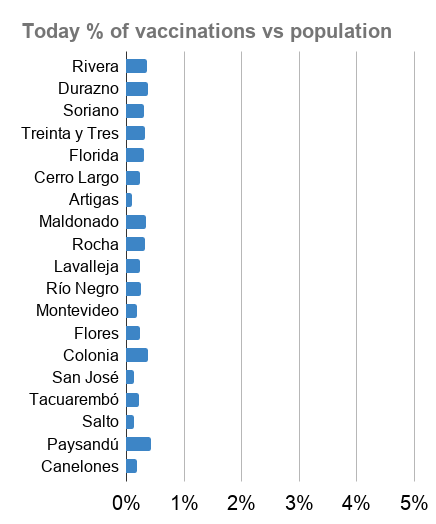 Today % of vaccinations vs population
Rivera
Durazno
Soriano
Treinta y Tres
Florida
Cerro Largo
Artigas
Maldonado
Rocha
Lavalleja
Río Negro
Montevideo
Flores
Colonia
San José
Tacuarembó
Salto
Paysandú
Canelones
0% 1% 2% 3% 4% 5%